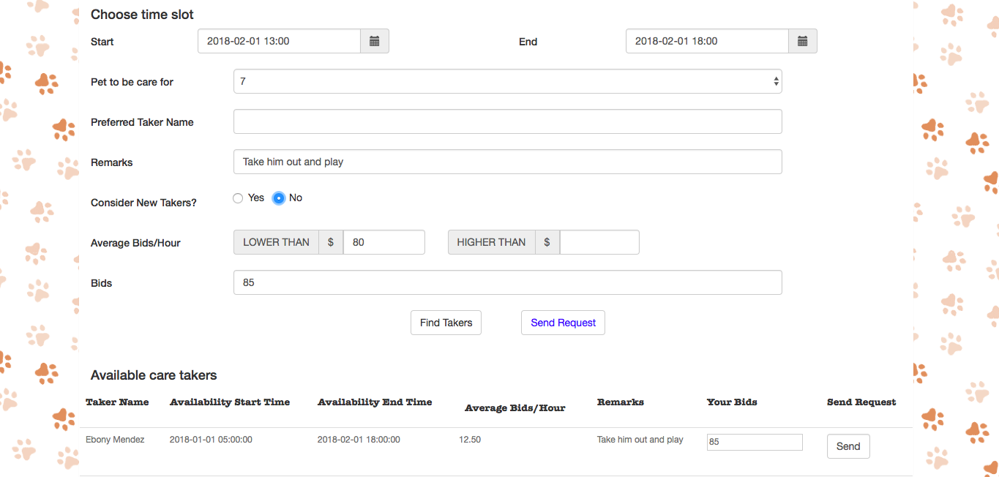 Choose time slot
Start 2018-02-01 13:00 End 2018-02-01 18:00
Pet to be care for 7
Preferred Taker Name
Remarks Take him out and play
Consider New Takers? Yes No
Average Bids/Hour LOWER THAN $ 80 HIGHER THAN $
Bids 85
Find Takers Send Request
Available care takers
Taker Name Availability Start Time Availability End Time Average Bids/Hour Remarks Your Bids Send Request
Ebony Mendez 2018-01-01 05:00:00 2018-02-01 18:00:00 12.50 Take him out and play 85 Send